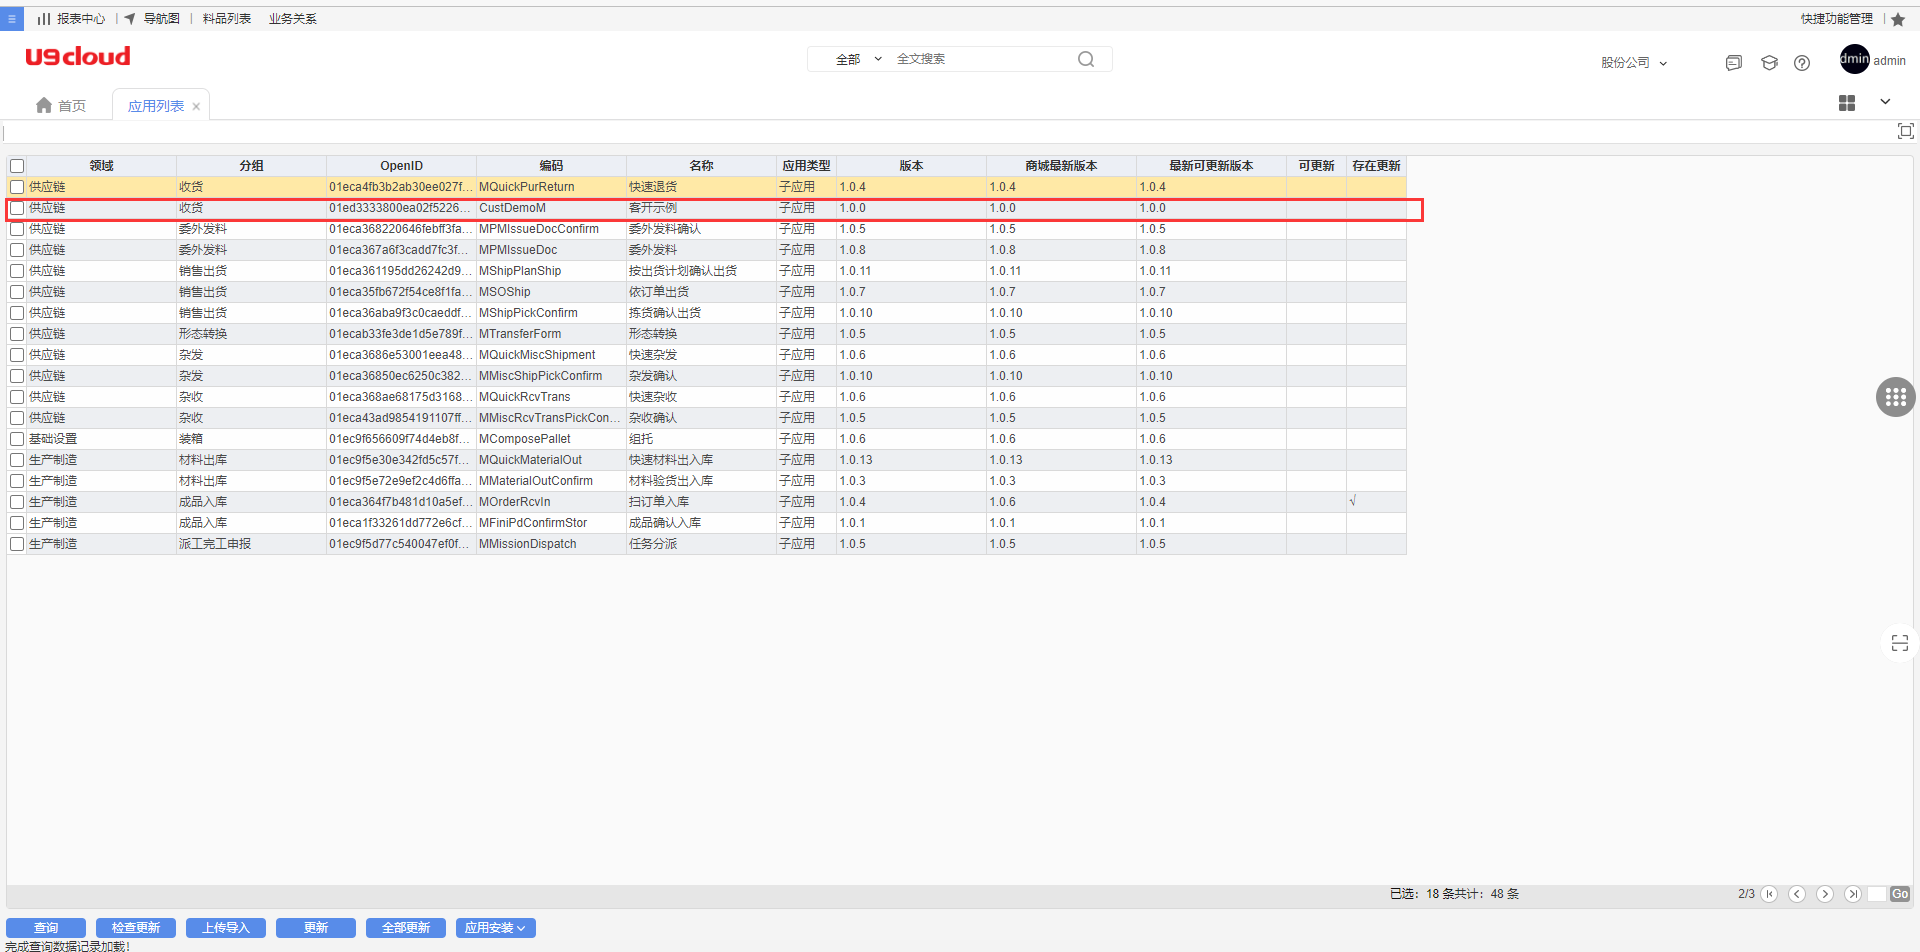 报表中心 | 导航图 | 料品列表 业务关系 快捷功能管理 |
U9cloud 全部 全文搜索 股份公司 dmin admin
首页 应用列表 ×
领域 分组 OpenID 编码 名称 应用类型 版本 商城最新版本 最新可更新版本 可更新 存在更新
供应链 收货 01eca4fb3b2ab30ee027f... MQuickPurReturn 快速退货 子应用 1.0.4 1.0.4 1.0.4
供应链 收货 01ed3333800ea02f5226... CustDemoM 客开示例 子应用 1.0.0 1.0.0 1.0.0
供应链 委外发料 01eca368220646febff3fa... MPMIssueDocConfirm 委外发料确认 子应用 1.0.5 1.0.5 1.0.5
供应链 委外发料 01eca367a6f3cadd7fc3f... MPMIssueDoc 委外发料 子应用 1.0.8 1.0.8 1.0.8
供应链 销售出货 01eca361195dd26242d9... MShipPlanShip 按出货计划确认出货 子应用 1.0.11 1.0.11 1.0.11
供应链 销售出货 01eca35fb672f54ce8f1fa... MSOShip 依订单出货 子应用 1.0.7 1.0.7 1.0.7
供应链 销售出货 01eca36aba9f3c0caeddf... MShipPickConfirm 拣货确认出货 子应用 1.0.10 1.0.10 1.0.10
供应链 形态转换 01ecab33fe3de1d5e789f... MTransferForm 形态转换 子应用 1.0.5 1.0.5 1.0.5
供应链 杂发 01eca3686e53001eea48... MQuickMiscShipment 快速杂发 子应用 1.0.6 1.0.6 1.0.6
供应链 杂发 01eca36850ec6250c382... MMiscShipPickConfirm 杂发确认 子应用 1.0.10 1.0.10 1.0.10
供应链 杂收 01eca368ae68175d3168... MQuickRcvTrans 快速杂收 子应用 1.0.6 1.0.6 1.0.6
供应链 杂收 01eca43ad9854191107ff... MMiscRcvTransPickCon... 杂收确认 子应用 1.0.5 1.0.5 1.0.5
基础设置 装箱 01ec9f656609f74d4eb8f... MComposePallet 组托 子应用 1.0.6 1.0.6 1.0.6
生产制造 材料出库 01ec9f5e30e342fd5c57f... MQuickMaterialOut 快速材料出入库 子应用 1.0.13 1.0.13 1.0.13
生产制造 材料出库 01ec9f5e72e9ef2c4d6ffa... MMaterialOutConfirm 材料验货出入库 子应用 1.0.3 1.0.3 1.0.3
生产制造 成品入库 01eca364f7b481d10a5ef... MOrderRcvIn 扫订单入库 子应用 1.0.4 1.0.6 1.0.4 √
生产制造 成品入库 01eca1f33261dd772e6cf... MFiniPdConfirmStor 成品确认入库 子应用 1.0.1 1.0.1 1.0.1
生产制造 派工完工申报 01ec9f5d77c540047ef0f... MMissionDispatch 任务分派 子应用 1.0.5 1.0.5 1.0.5
已选：18 条共计：48 条 2/3 Go
查询 检查更新 上传导入 更新 全部更新 应用安装
完成查询数据记录加载！